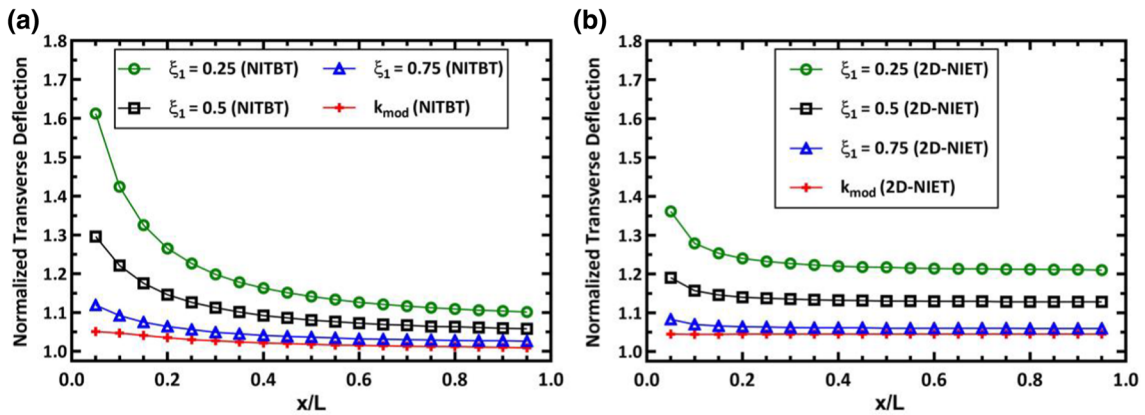 (a)
Normalized Transverse Deflection
1.8
1.7
1.6
1.5
1.4
1.3
1.2
1.1
1.0
ξ₁ = 0.25 (NITBT)
ξ₁ = 0.75 (NITBT)
ξ₁ = 0.5 (NITBT)
kmod (NITBT)
0.0 0.2 0.4 0.6 0.8 1.0
x/L
(b)
Normalized Transverse Deflection
1.8
1.7
1.6
1.5
1.4
1.3
1.2
1.1
1.0
ξ₁ = 0.25 (2D-NIET)
ξ₁ = 0.5 (2D-NIET)
ξ₁ = 0.75 (2D-NIET)
kmod (2D-NIET)
0.0 0.2 0.4 0.6 0.8 1.0
x/L